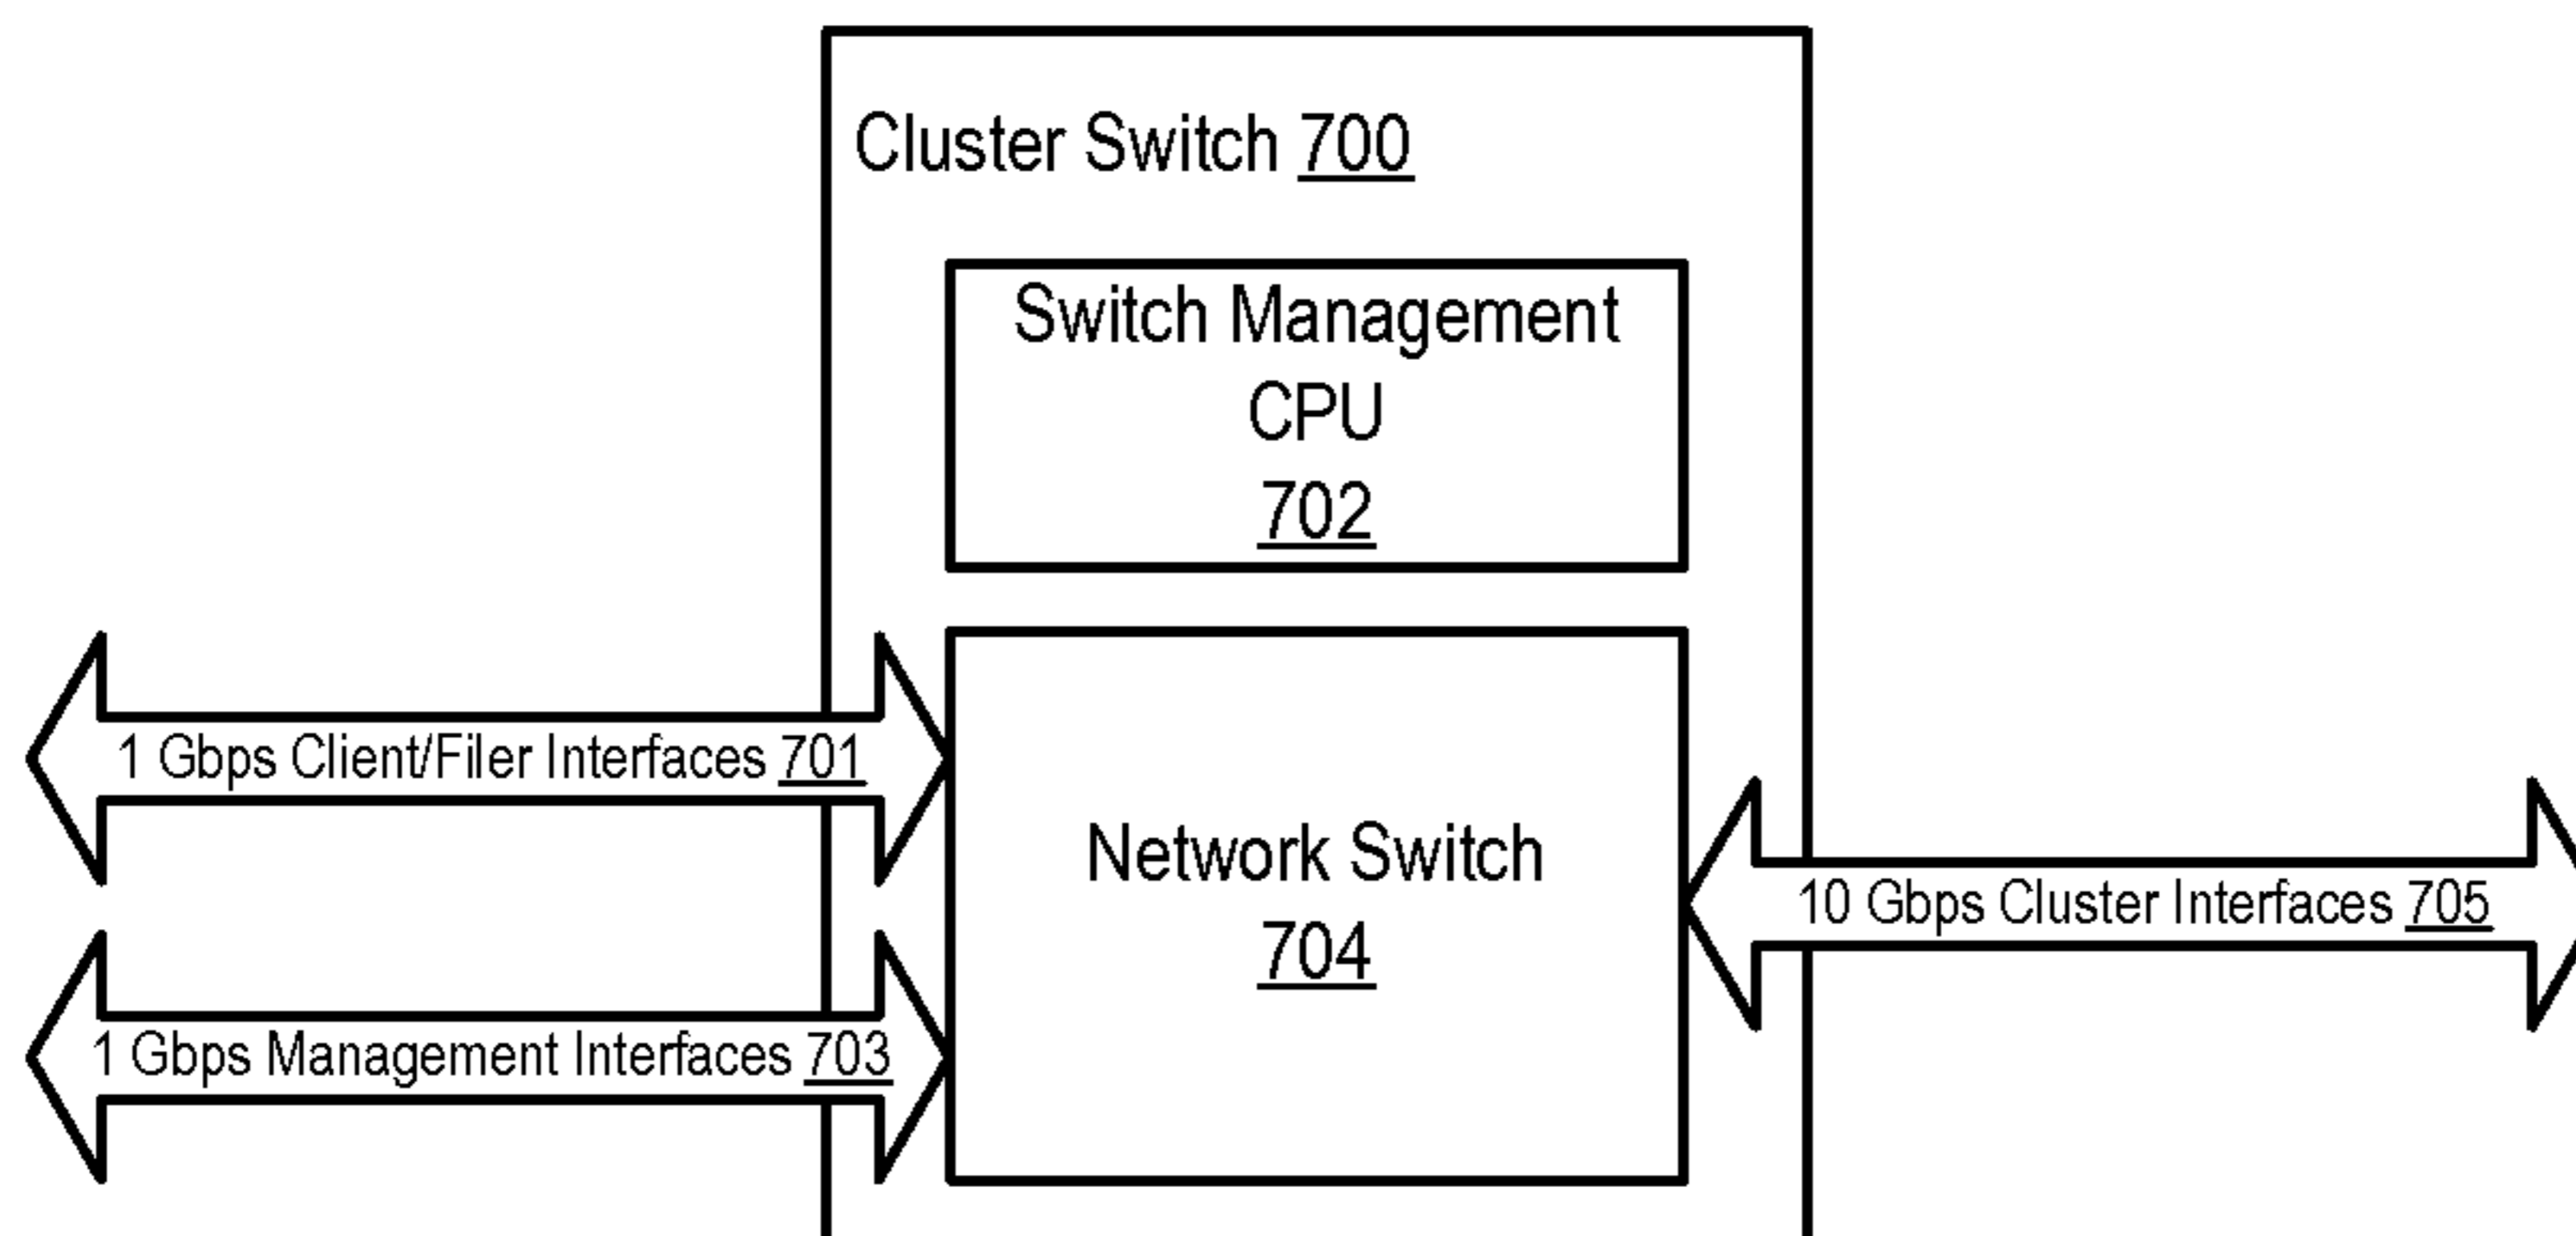 Cluster Switch 700
Switch Management
CPU
702
1 Gbps Client/Filer Interfaces 701
Network Switch
704
10 Gbps Cluster Interfaces 705
1 Gbps Management Interfaces 703